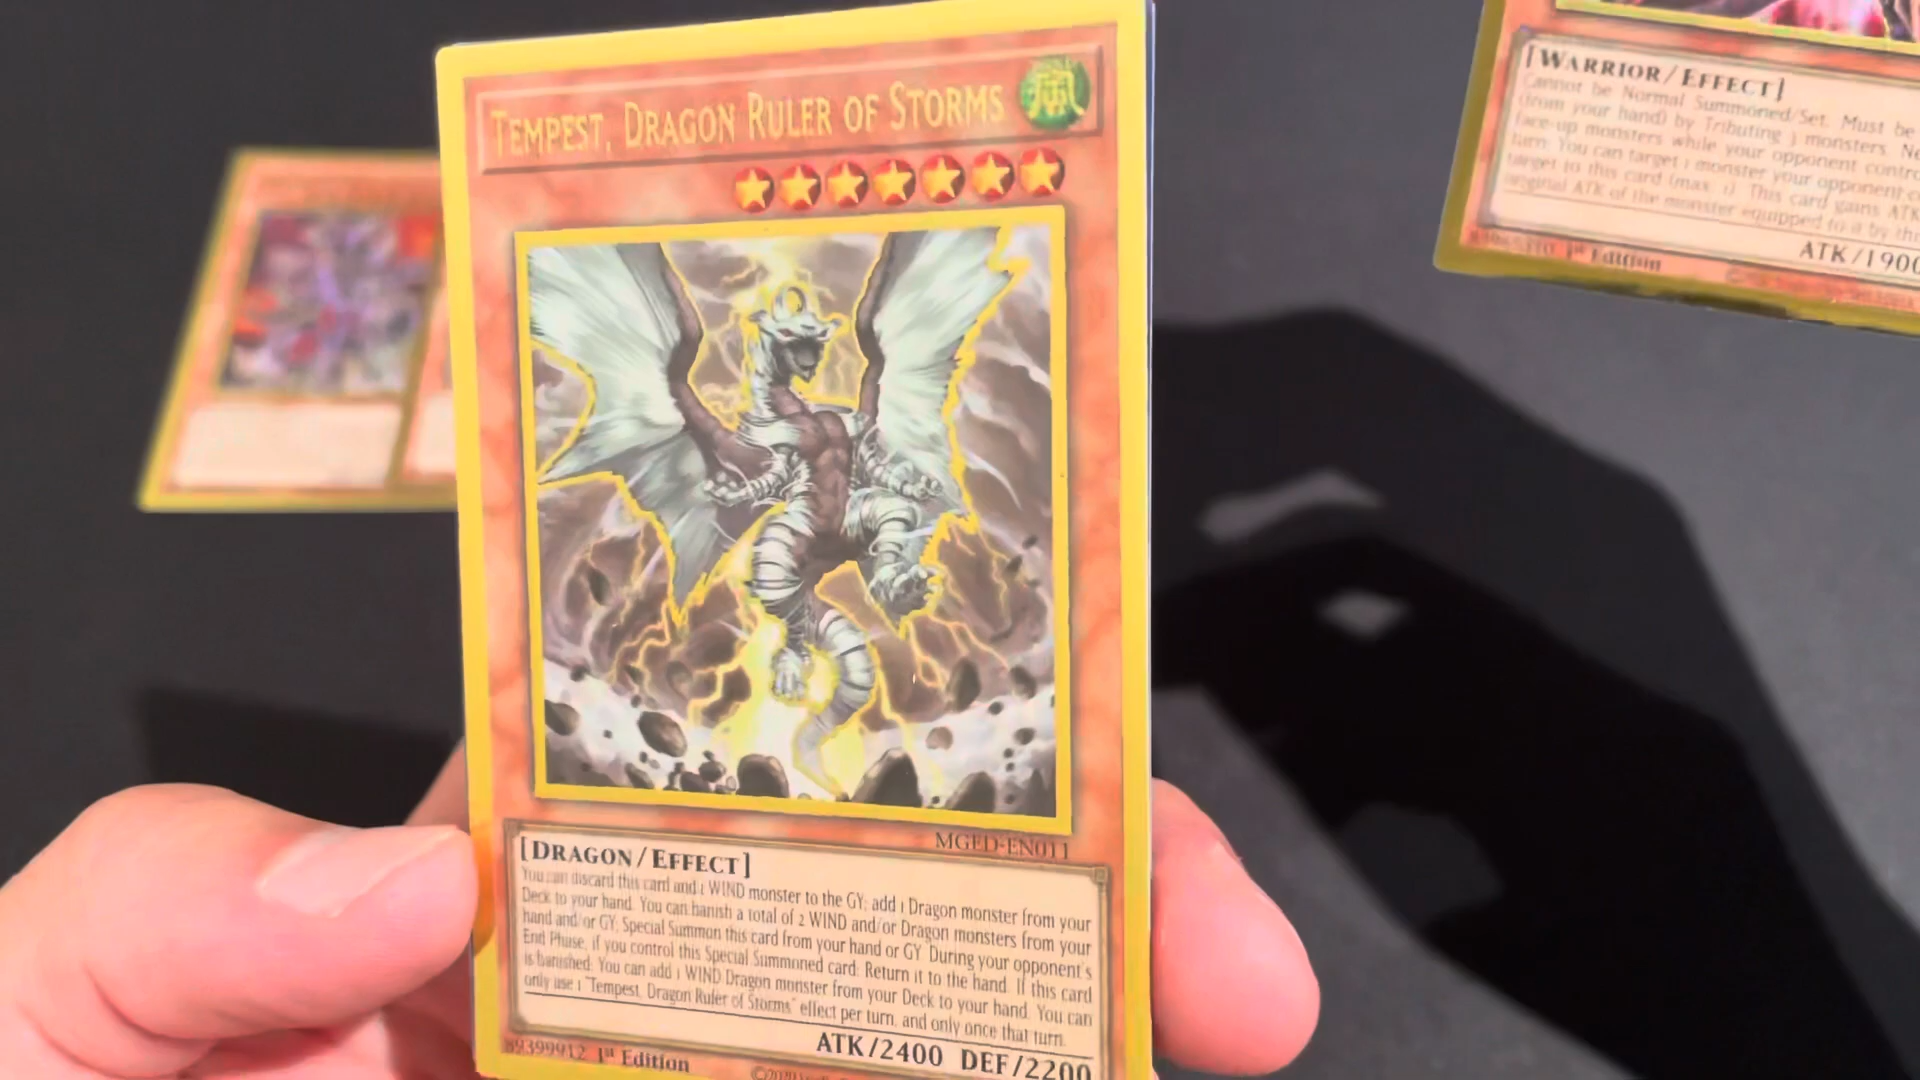 TEMPEST, DRAGON RULER OF STORMS
風
MGED-EN011
[DRAGON/EFFECT]
You can discard this card and 1 WIND monster to the GY; add 1 Dragon monster from your
Deck to your hand. You can banish a total of 2 WIND and/or Dragon monsters from your
hand and/or GY; Special Summon this card from your hand or GY. During your opponent's
End Phase, if you control this Special Summoned card: Return it to the hand. If this card
is banished: You can add 1 WIND Dragon monster from your Deck to your hand. You can
only use 1 "Tempest, Dragon Ruler of Storms" effect per turn, and only once that turn.
ATK/2400 DEF/2200
89399912 1st Edition
©2020
[WARRIOR/EFFECT]
Cannot be Normal Summoned/Set. Must be
(from your hand) by Tributing 3 monsters. Ne
face-up monsters while your opponent contro
turn: You can target 1 monster your opponent c
target to this card (max. 1). This card gains ATK
original ATK of the monster equipped to it by thi
ATK/1900
1st Edition